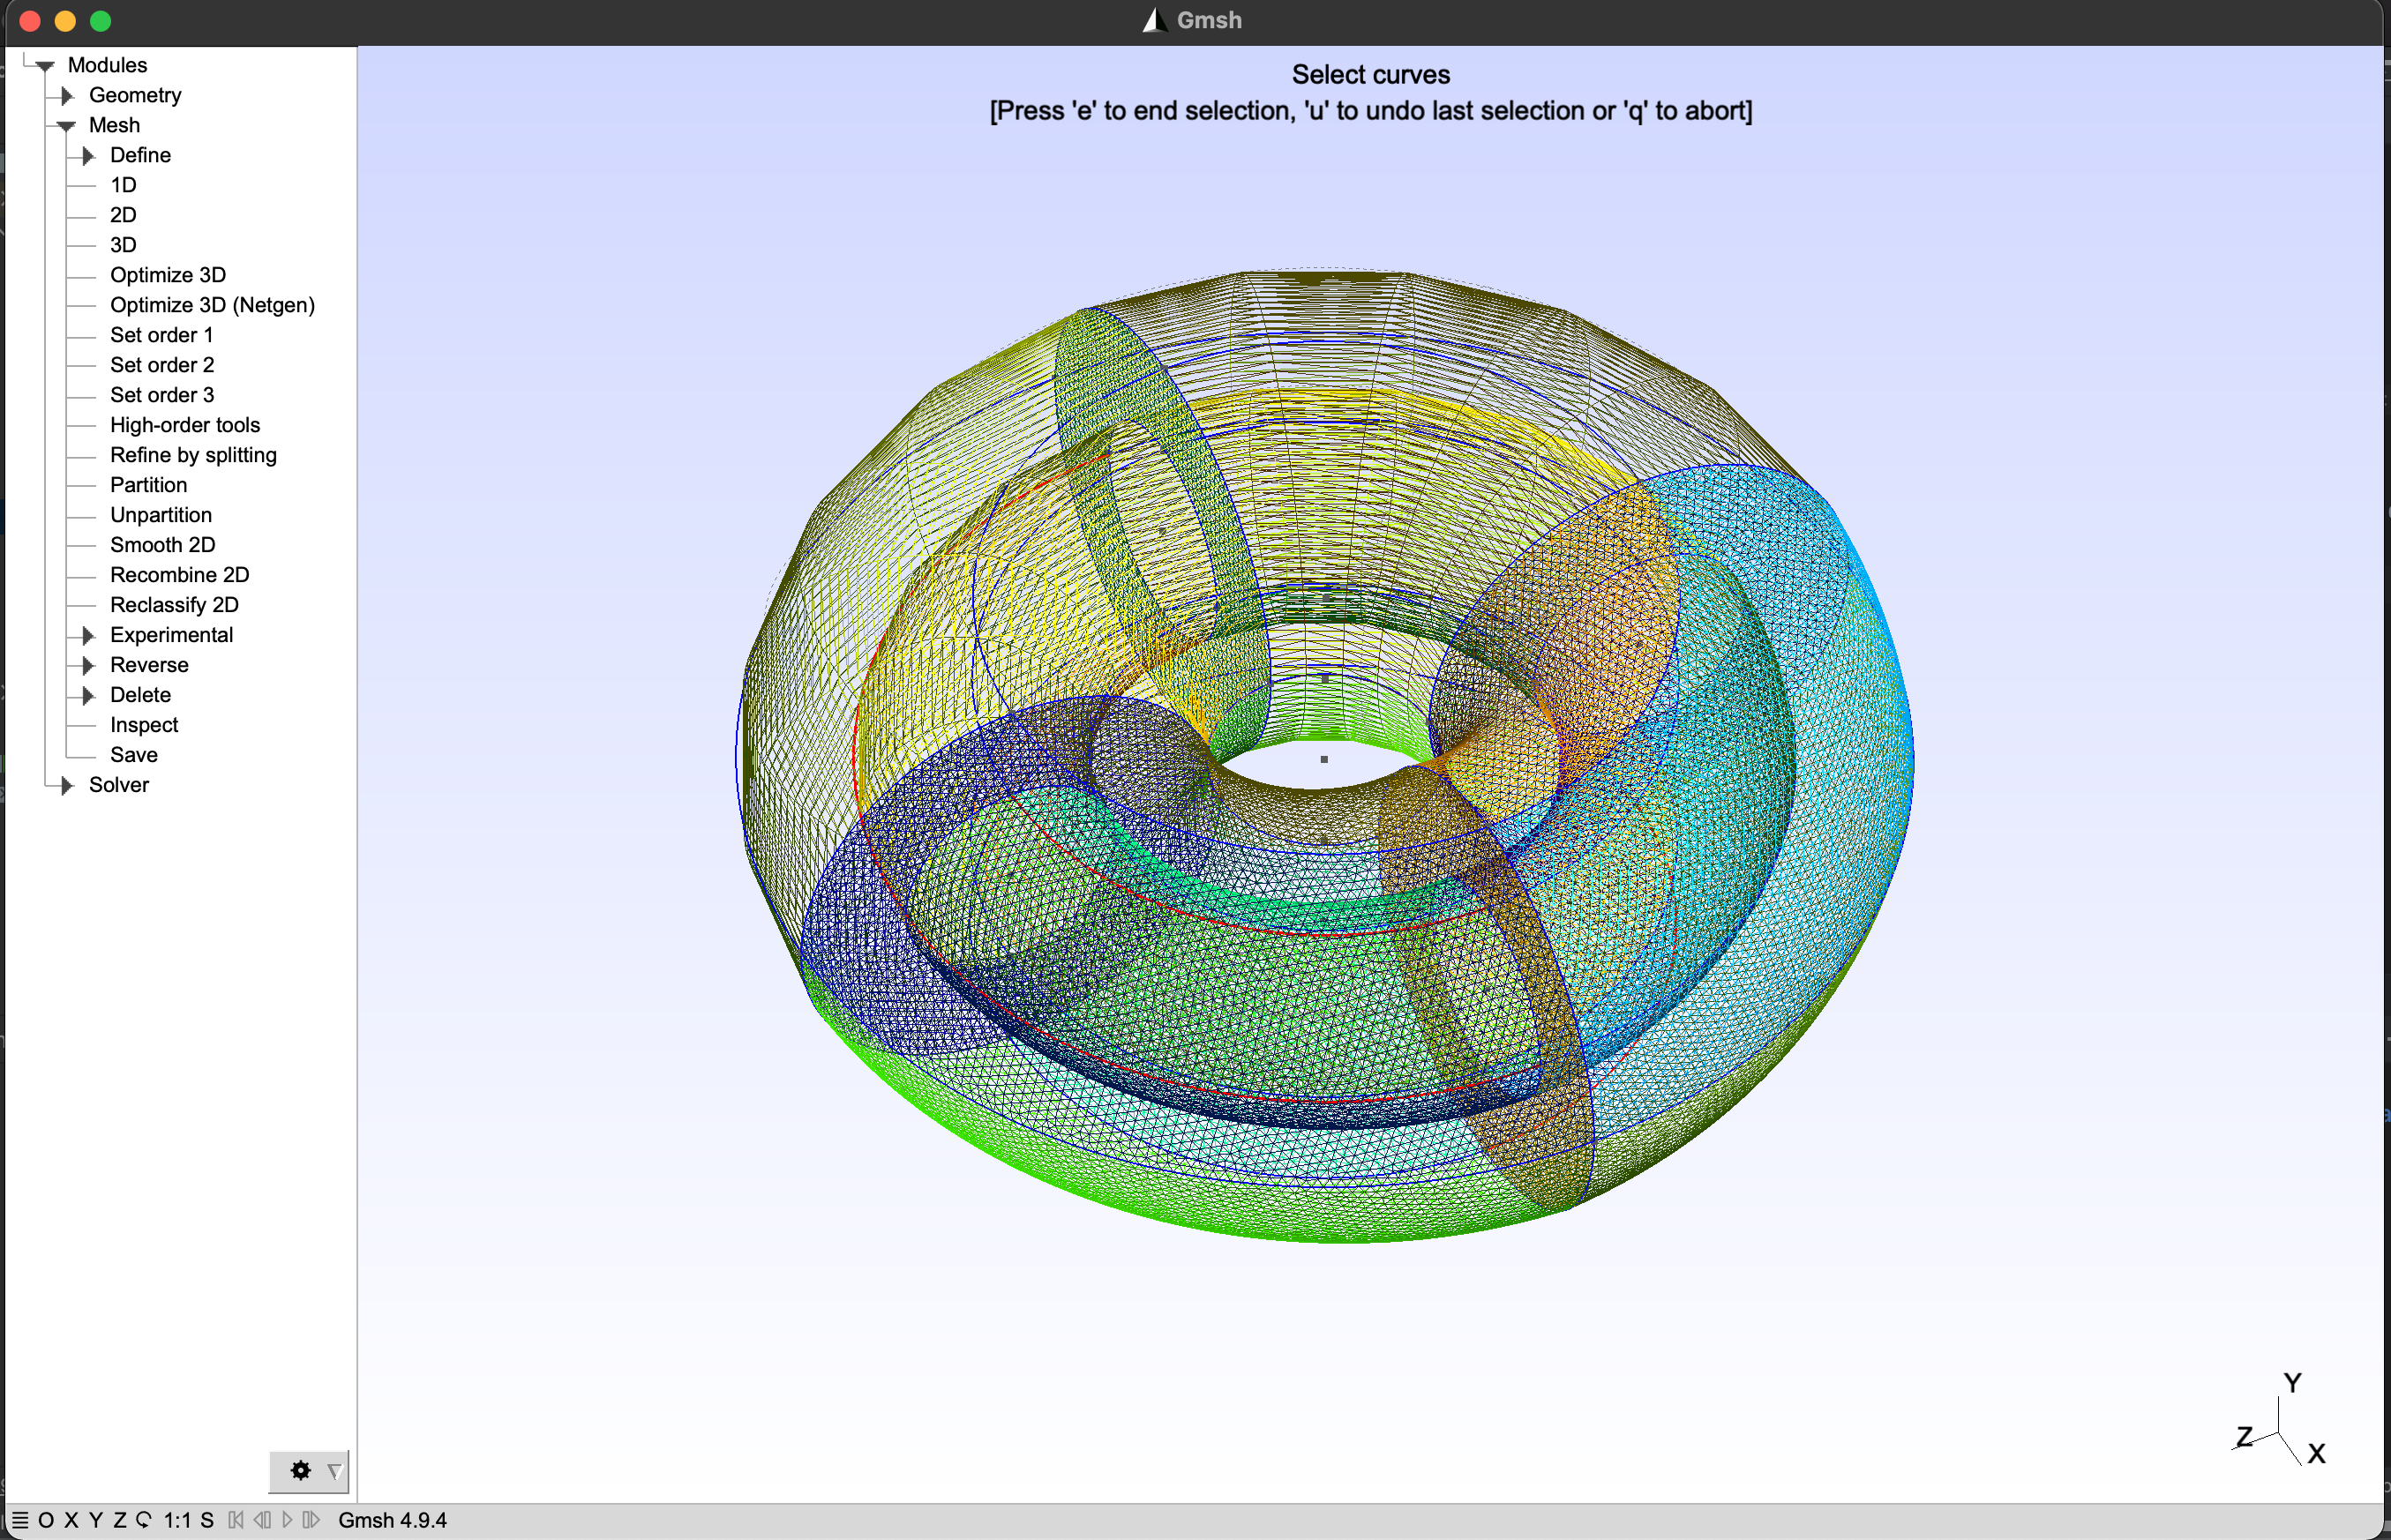 Gmsh
Modules
Geometry
Mesh
Define
1D
2D
3D
Optimize 3D
Optimize 3D (Netgen)
Set order 1
Set order 2
Set order 3
High-order tools
Refine by splitting
Partition
Unpartition
Smooth 2D
Recombine 2D
Reclassify 2D
Experimental
Reverse
Delete
Inspect
Save
Solver
Select curves
[Press 'e' to end selection, 'u' to undo last selection or 'q' to abort]
Y
Z
X
O X Y Z 1:1 S Gmsh 4.9.4